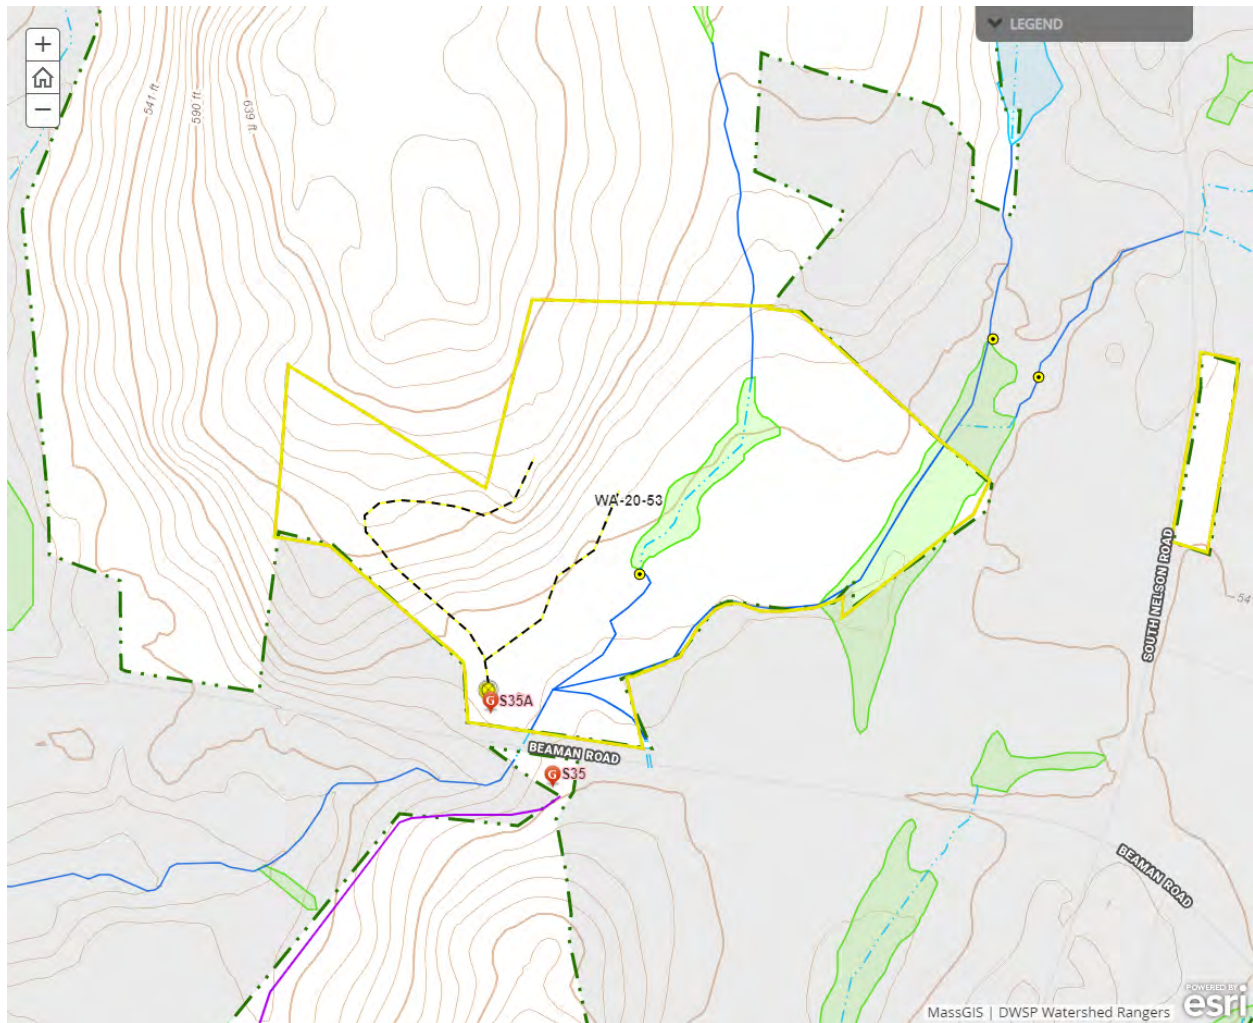 LEGEND
+
−
541 ft
590 ft
639 ft
WA-20-53
SOUTH NELSON ROAD
54
G S35A
BEAMAN ROAD
G S35
BEAMAN ROAD
MassGIS | DWSP Watershed Rangers
POWERED BY
esri